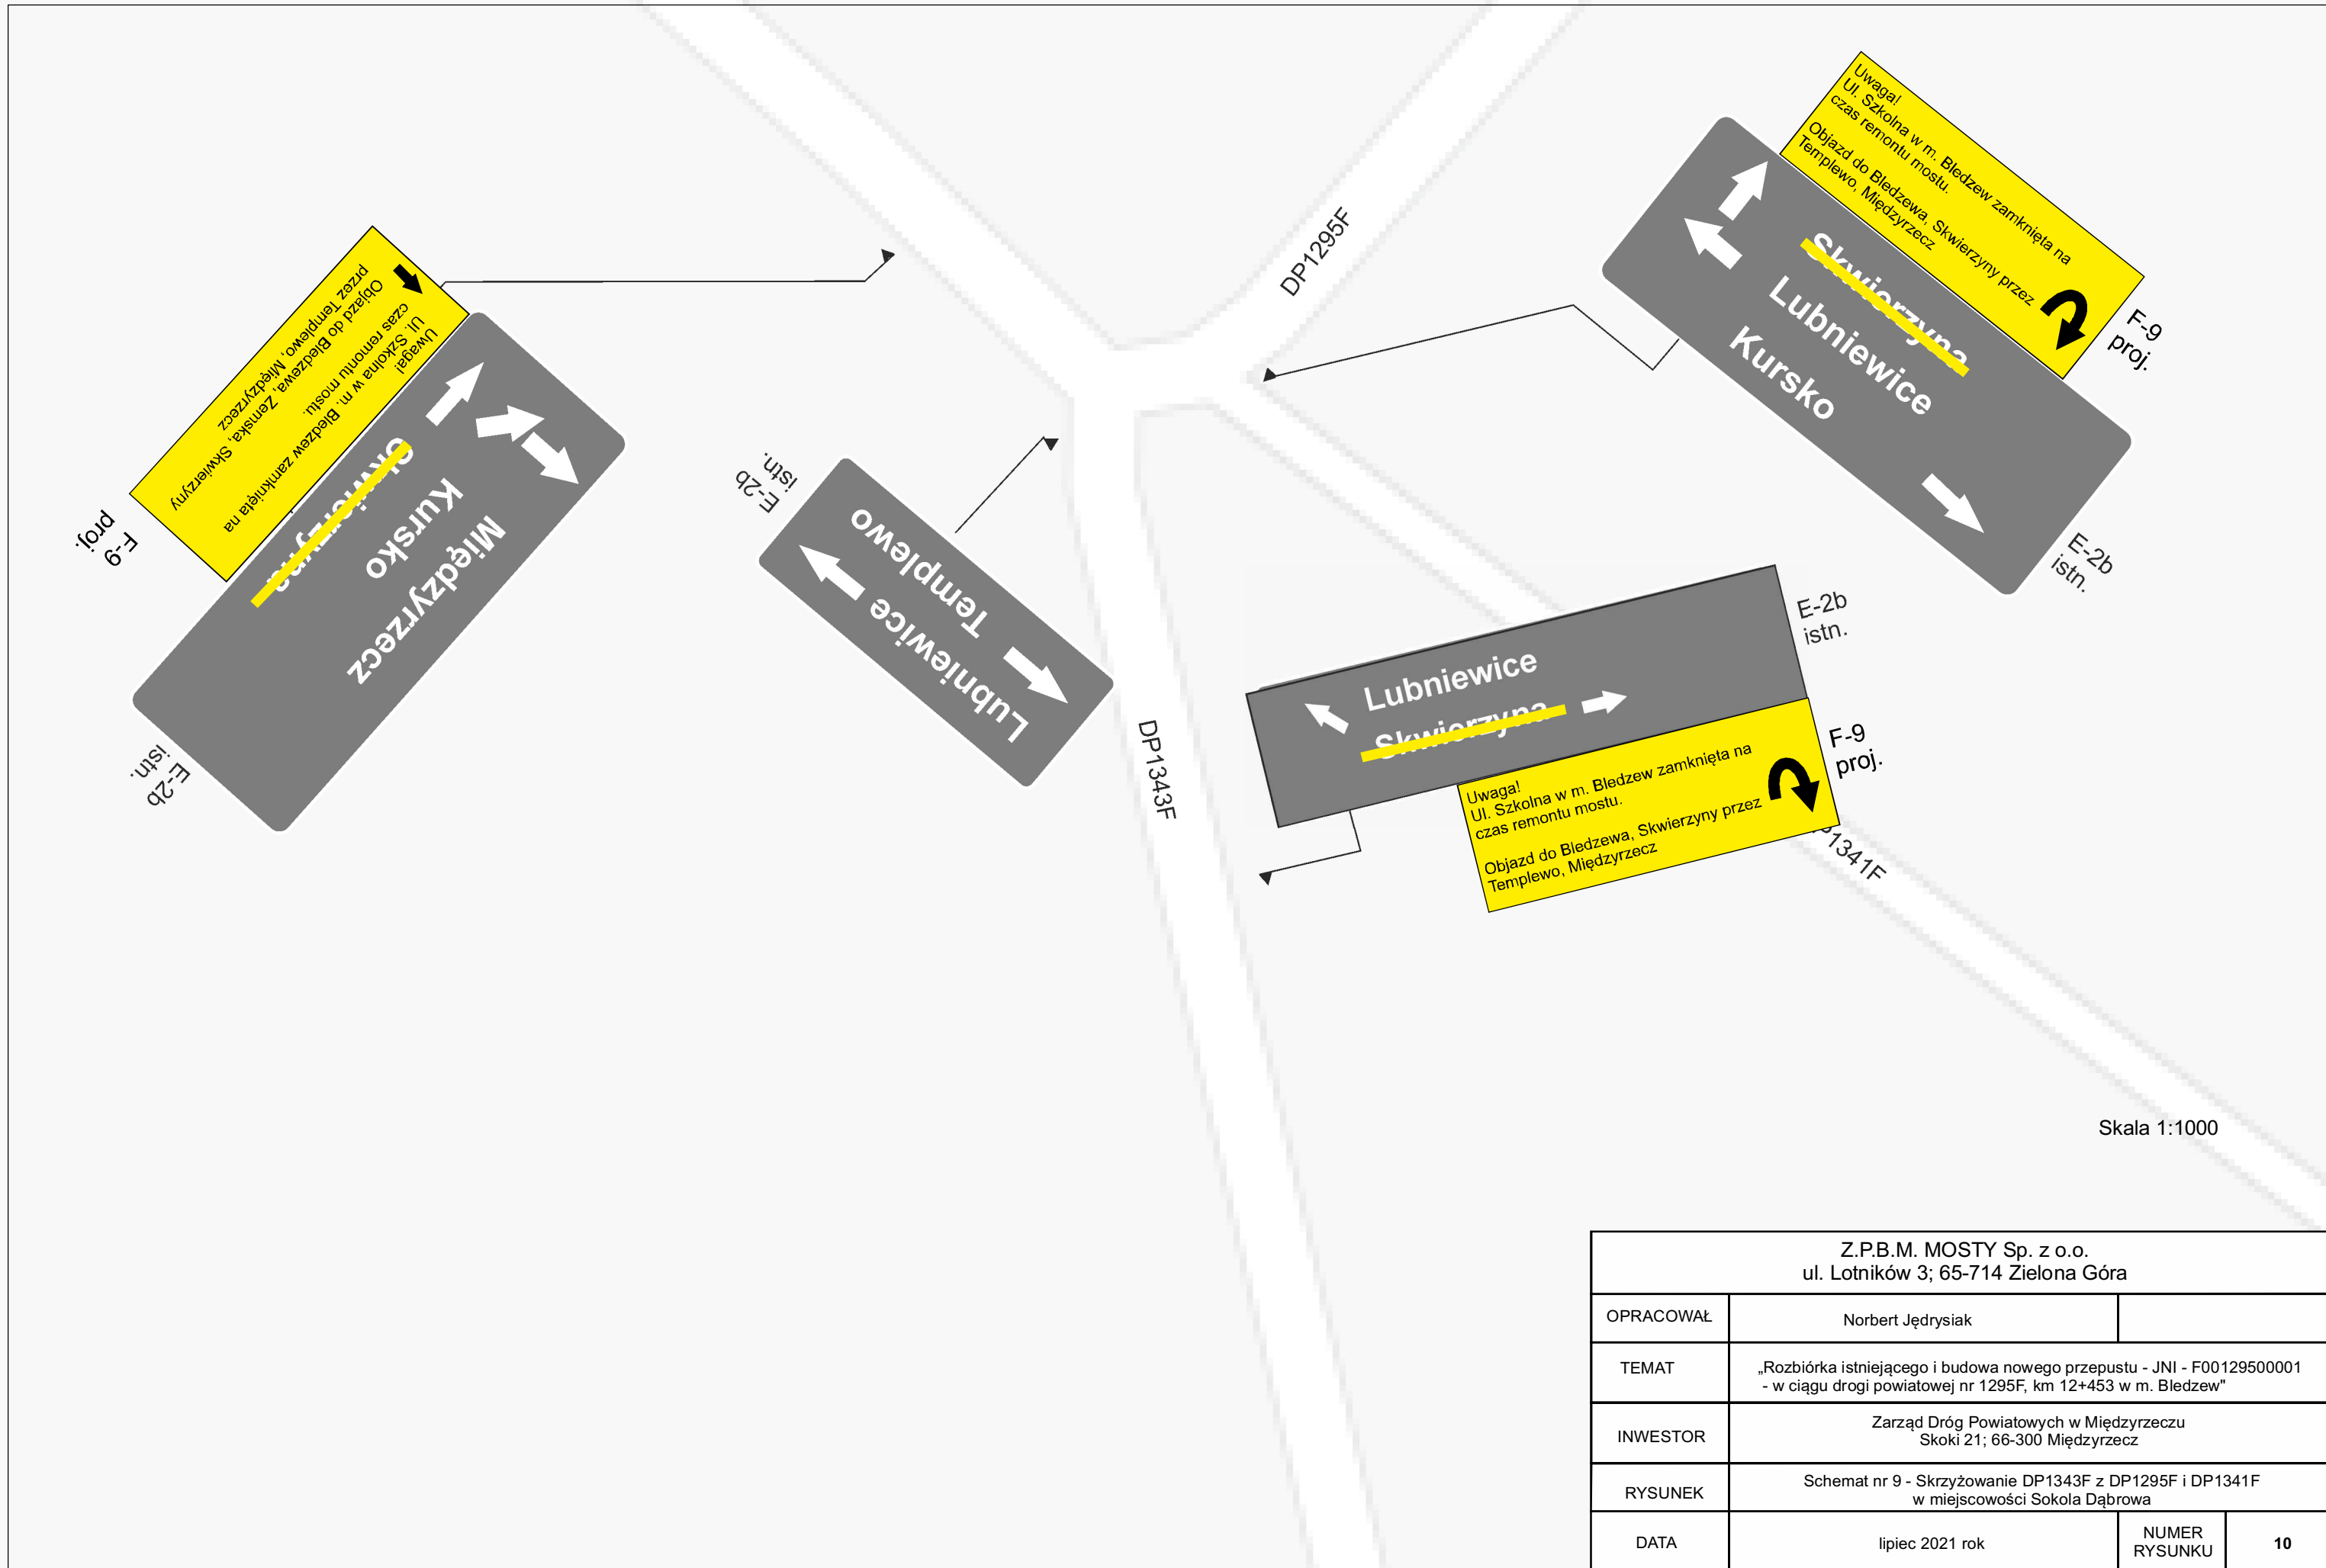 Uwaga!
Ul. Szkolna w m. Bledzew zamknięta na
czas remontu mostu.
Objazd do Bledzewa, Zemska, Skwierzyny
przez Templewo, Międzyrzecz
F-9
proj.
Skwierzyna
Kursko
Międzyrzecz
E-2b
istn.
E-2b
istn.
Templewo
Lubniewice
DP1295F
Uwaga!
Ul. Szkolna w m. Bledzew zamknięta na
czas remontu mostu.
Objazd do Bledzewa, Skwierzyny przez
Templewo, Międzyrzecz
F-9
proj.
Skwierzyna
Lubniewice
Kursko
E-2b
istn.
Lubniewice
Skwierzyna
E-2b
istn.
Uwaga!
Ul. Szkolna w m. Bledzew zamknięta na
czas remontu mostu.
Objazd do Bledzewa, Skwierzyny przez
Templewo, Międzyrzecz
F-9
proj.
DP1343F
P1341F
Skala 1:1000
Z.P.B.M. MOSTY Sp. z o.o.
ul. Lotników 3; 65-714 Zielona Góra
OPRACOWAŁ Norbert Jędrysiak
TEMAT „Rozbiórka istniejącego i budowa nowego przepustu - JNI - F00129500001
- w ciągu drogi powiatowej nr 1295F, km 12+453 w m. Bledzew"
INWESTOR Zarząd Dróg Powiatowych w Międzyrzeczu
Skoki 21; 66-300 Międzyrzecz
RYSUNEK Schemat nr 9 - Skrzyżowanie DP1343F z DP1295F i DP1341F
w miejscowości Sokola Dąbrowa
DATA lipiec 2021 rok NUMER RYSUNKU 10